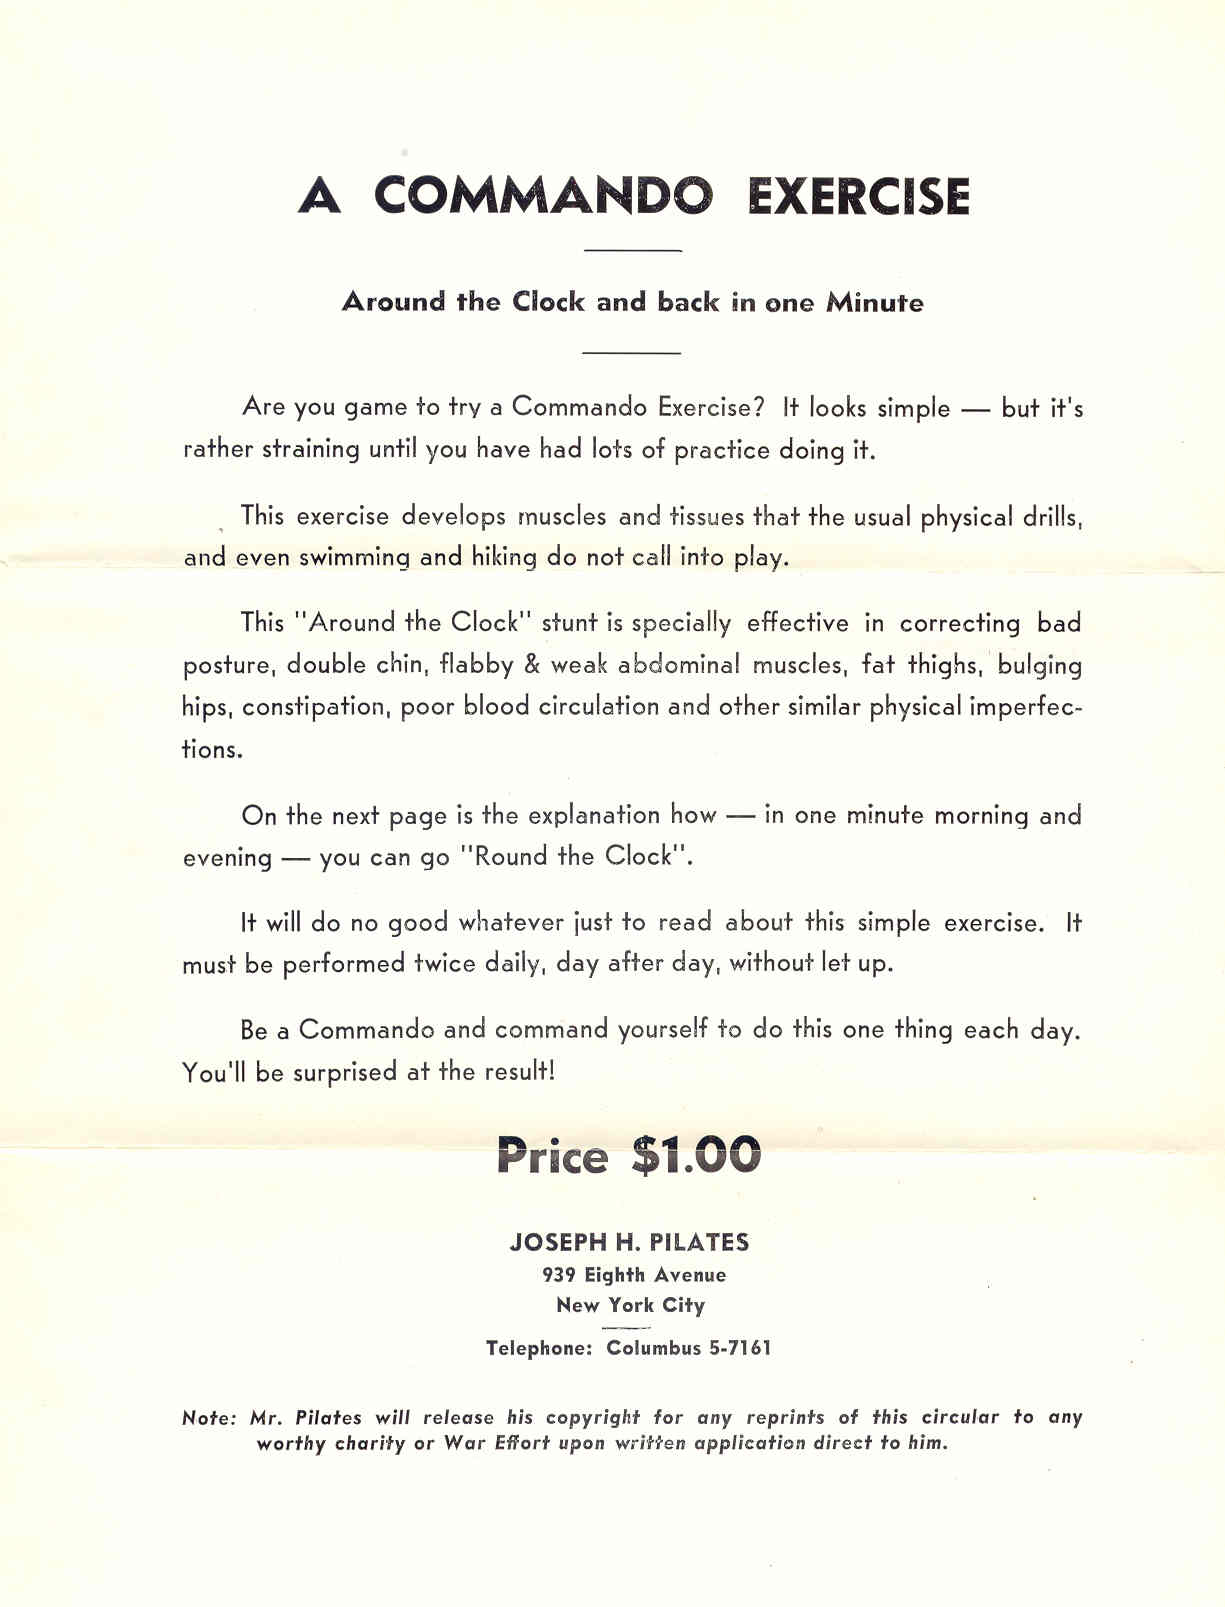 A COMMANDO EXERCISE
Around the Clock and back in one Minute
Are you game to try a Commando Exercise? It looks simple — but it's
rather straining until you have had lots of practice doing it.
This exercise develops muscles and tissues that the usual physical drills,
and even swimming and hiking do not call into play.
This "Around the Clock" stunt is specially effective in correcting bad
posture, double chin, flabby & weak abdominal muscles, fat thighs, bulging
hips, constipation, poor blood circulation and other similar physical imperfec-
tions.
On the next page is the explanation how — in one minute morning and
evening — you can go "Round the Clock".
It will do no good whatever just to read about this simple exercise. It
must be performed twice daily, day after day, without let up.
Be a Commando and command yourself to do this one thing each day.
You'll be surprised at the result!
Price $1.00
JOSEPH H. PILATES
939 Eighth Avenue
New York City
Telephone: Columbus 5-7161
Note: Mr. Pilates will release his copyright for any reprints of this circular to any
worthy charity or War Effort upon written application direct to him.